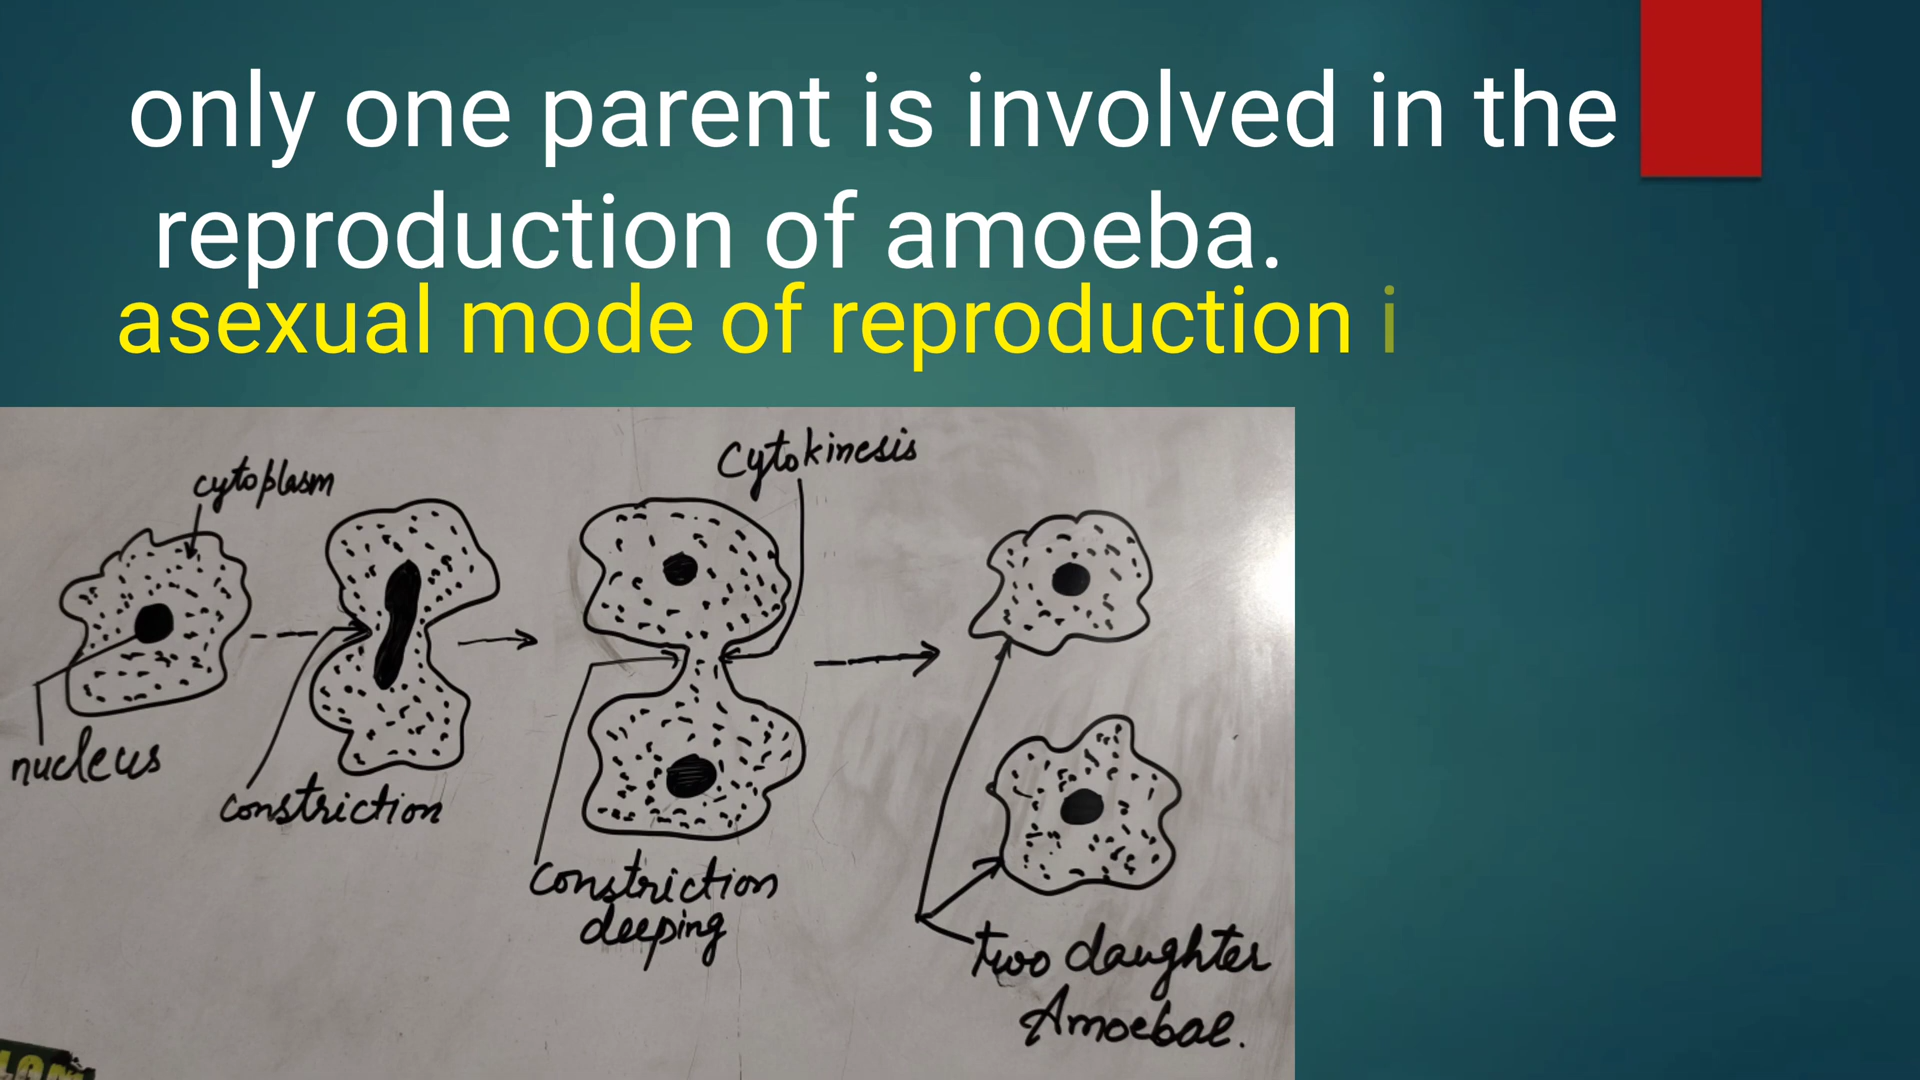 only one parent is involved in the
reproduction of amoeba.
asexual mode of reproduction i
Cytokinesis
cytoplasm
nucleus
constriction
Constriction
deeping
two daughter
Amoebae.